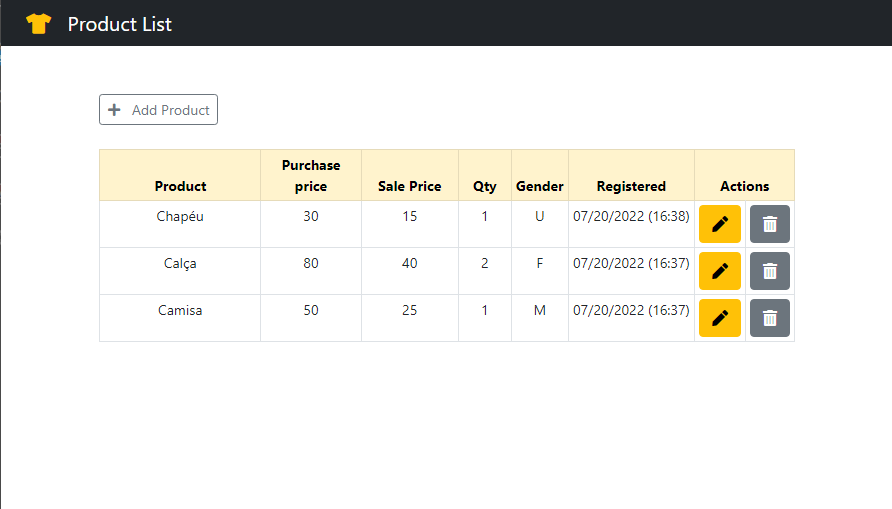 Product List
Add Product
Product Purchase price Sale Price Qty Gender Registered Actions
Chapéu 30 15 1 U 07/20/2022 (16:38)
Calça 80 40 2 F 07/20/2022 (16:37)
Camisa 50 25 1 M 07/20/2022 (16:37)